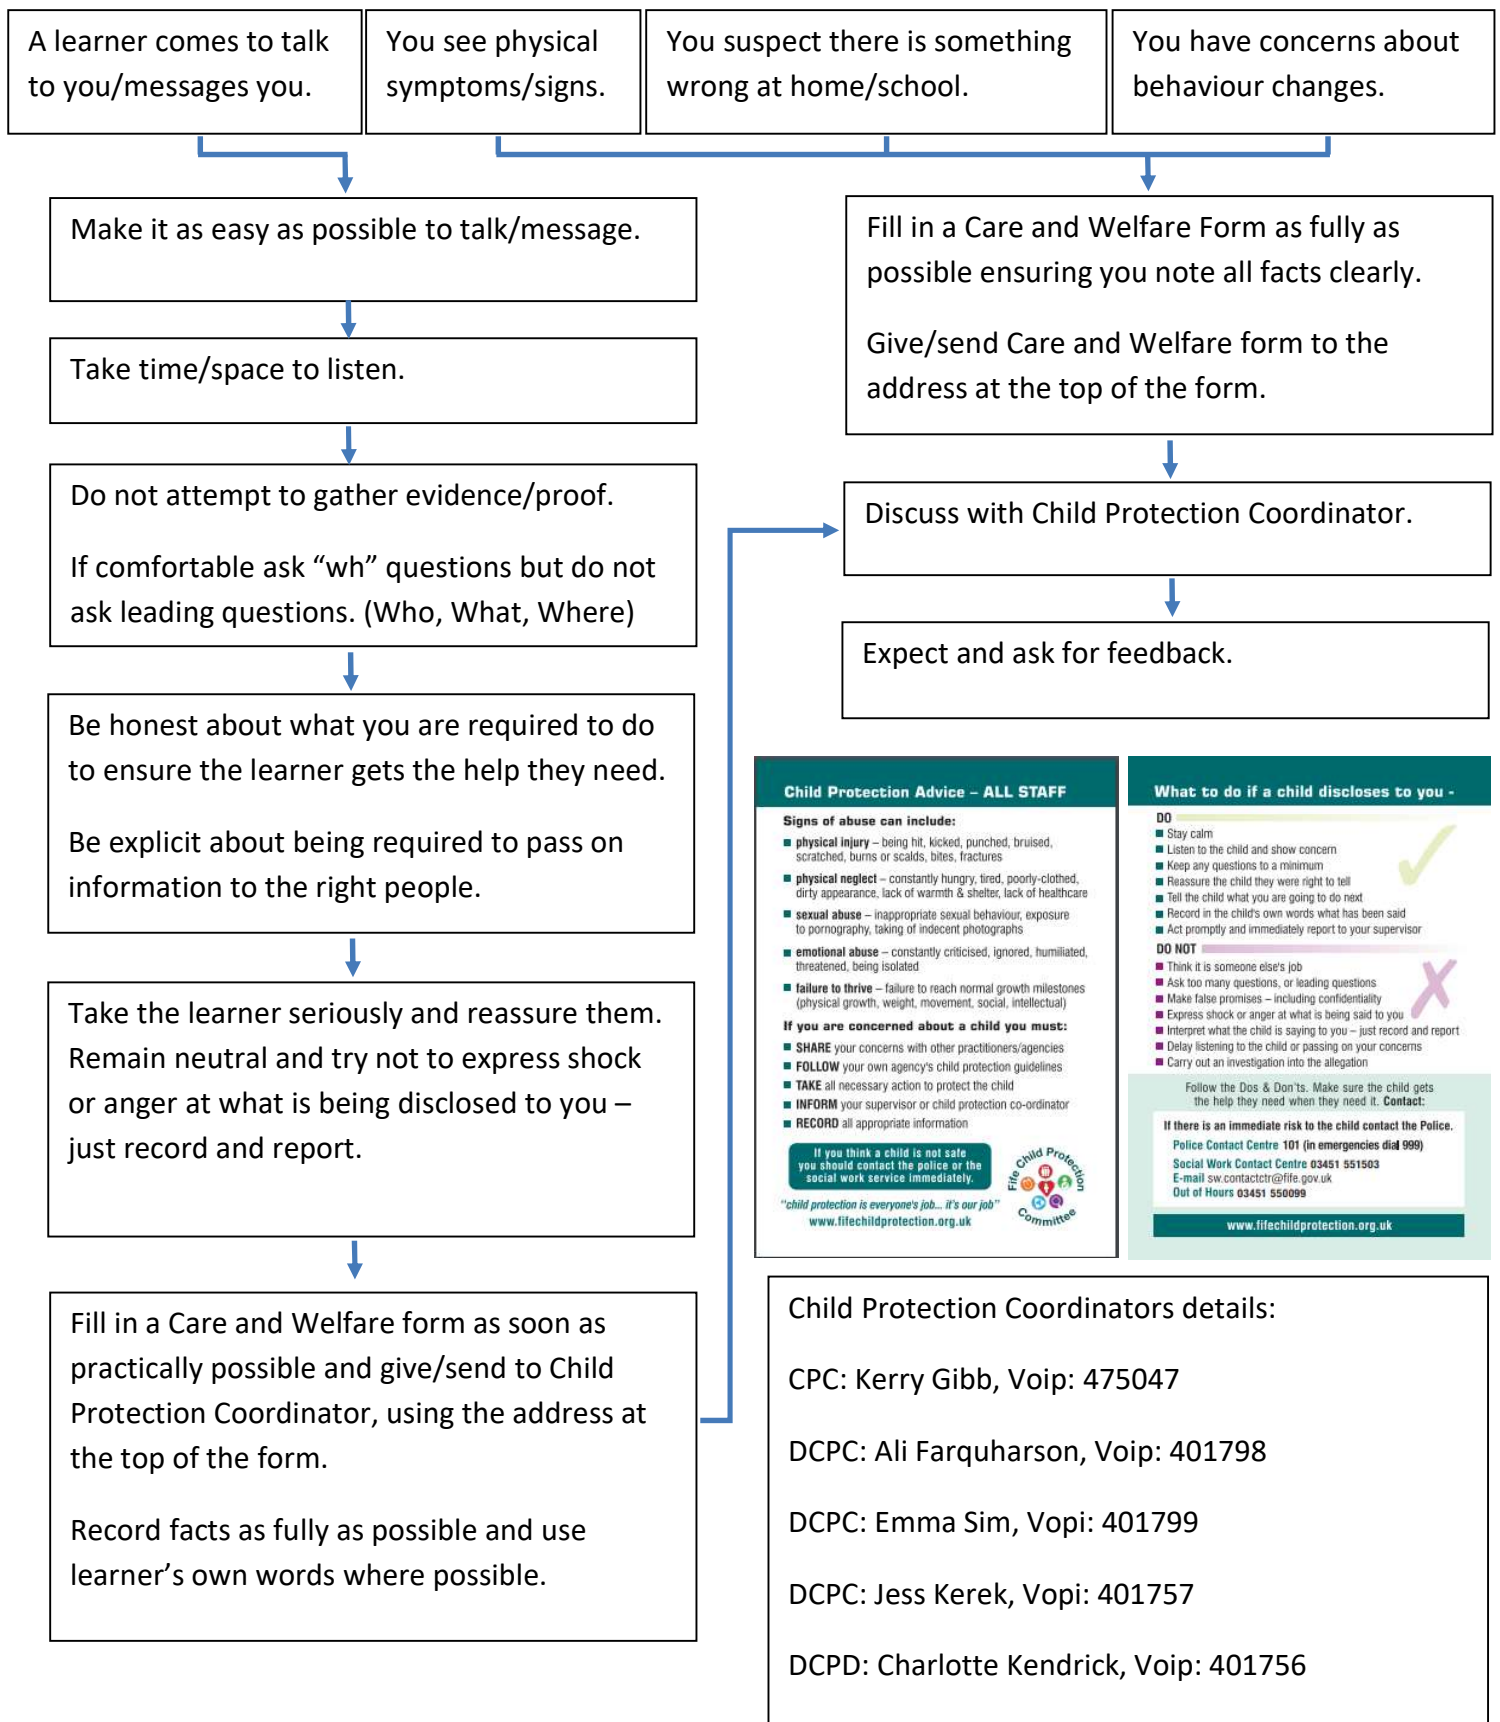 A learner comes to talk
to you/messages you.
You see physical
symptoms/signs.
You suspect there is something
wrong at home/school.
You have concerns about
behaviour changes.
Make it as easy as possible to talk/message.
Take time/space to listen.
Do not attempt to gather evidence/proof.
If comfortable ask “wh” questions but do not
ask leading questions. (Who, What, Where)
Be honest about what you are required to do
to ensure the learner gets the help they need.
Be explicit about being required to pass on
information to the right people.
Take the learner seriously and reassure them.
Remain neutral and try not to express shock
or anger at what is being disclosed to you –
just record and report.
Fill in a Care and Welfare form as soon as
practically possible and give/send to Child
Protection Coordinator, using the address at
the top of the form.
Record facts as fully as possible and use
learner’s own words where possible.
Fill in a Care and Welfare Form as fully as
possible ensuring you note all facts clearly.
Give/send Care and Welfare form to the
address at the top of the form.
Discuss with Child Protection Coordinator.
Expect and ask for feedback.
Child Protection Advice – ALL STAFF
Signs of abuse can include:
physical injury – being hit, kicked, punched, bruised,
scratched, burns or scalds, bites, fractures
physical neglect – constantly hungry, tired, poorly-clothed,
dirty appearance, lack of warmth & shelter, lack of healthcare
sexual abuse – inappropriate sexual behaviour, exposure
to pornography, taking of indecent photographs
emotional abuse – constantly criticised, ignored, humiliated,
threatened, being isolated
failure to thrive – failure to reach normal growth milestones
(physical growth, weight, movement, social, intellectual)
If you are concerned about a child you must:
SHARE your concerns with other practitioners/agencies
FOLLOW your own agency's child protection guidelines
TAKE all necessary action to protect the child
INFORM your supervisor or child protection co-ordinator
RECORD all appropriate information
If you think a child is not safe
you should contact the police or the
social work service immediately.
"child protection is everyone's job... it's our job"
www.fifechildprotection.org.uk
Fife Child Protection
Committee
What to do if a child discloses to you -
DO
Stay calm
Listen to the child and show concern
Keep any questions to a minimum
Reassure the child they were right to tell
Tell the child what you are going to do next
Record in the child's own words what has been said
Act promptly and immediately report to your supervisor
DO NOT
Think it is someone else's job
Ask too many questions, or leading questions
Make false promises – including confidentiality
Express shock or anger at what is being said to you
Interpret what the child is saying to you – just record and report
Delay listening to the child or passing on your concerns
Carry out an investigation into the allegation
Follow the Dos & Don'ts. Make sure the child gets
the help they need when they need it. Contact:
If there is an immediate risk to the child contact the Police.
Police Contact Centre 101 (in emergencies dial 999)
Social Work Contact Centre 03451 551503
E-mail sw.contactctr@fife.gov.uk
Out of Hours 03451 550099
www.fifechildprotection.org.uk
Child Protection Coordinators details:
CPC: Kerry Gibb, Voip: 475047
DCPC: Ali Farquharson, Voip: 401798
DCPC: Emma Sim, Vopi: 401799
DCPC: Jess Kerek, Vopi: 401757
DCPD: Charlotte Kendrick, Voip: 401756